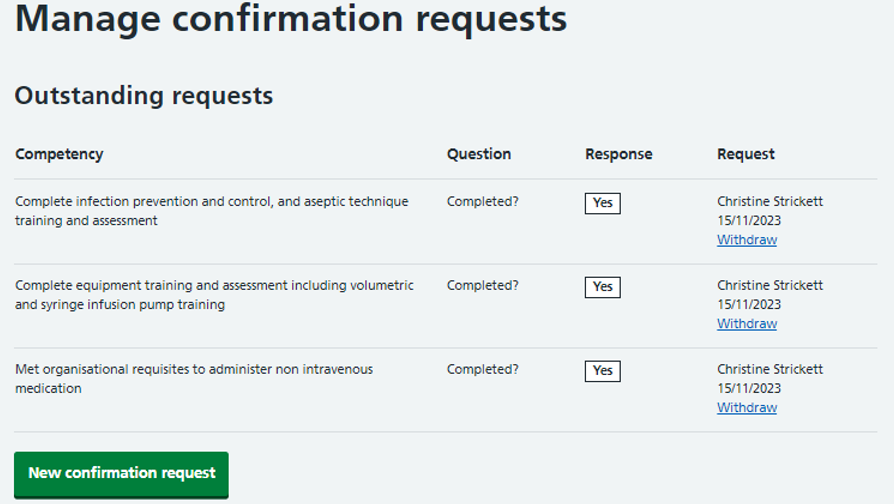 Manage confirmation requests
Outstanding requests
Competency Question Response Request
Complete infection prevention and control, and aseptic technique Completed? Yes Christine Strickett
training and assessment 15/11/2023
Withdraw
Complete equipment training and assessment including volumetric Completed? Yes Christine Strickett
and syringe infusion pump training 15/11/2023
Withdraw
Met organisational requisites to administer non intravenous Completed? Yes Christine Strickett
medication 15/11/2023
Withdraw
New confirmation request